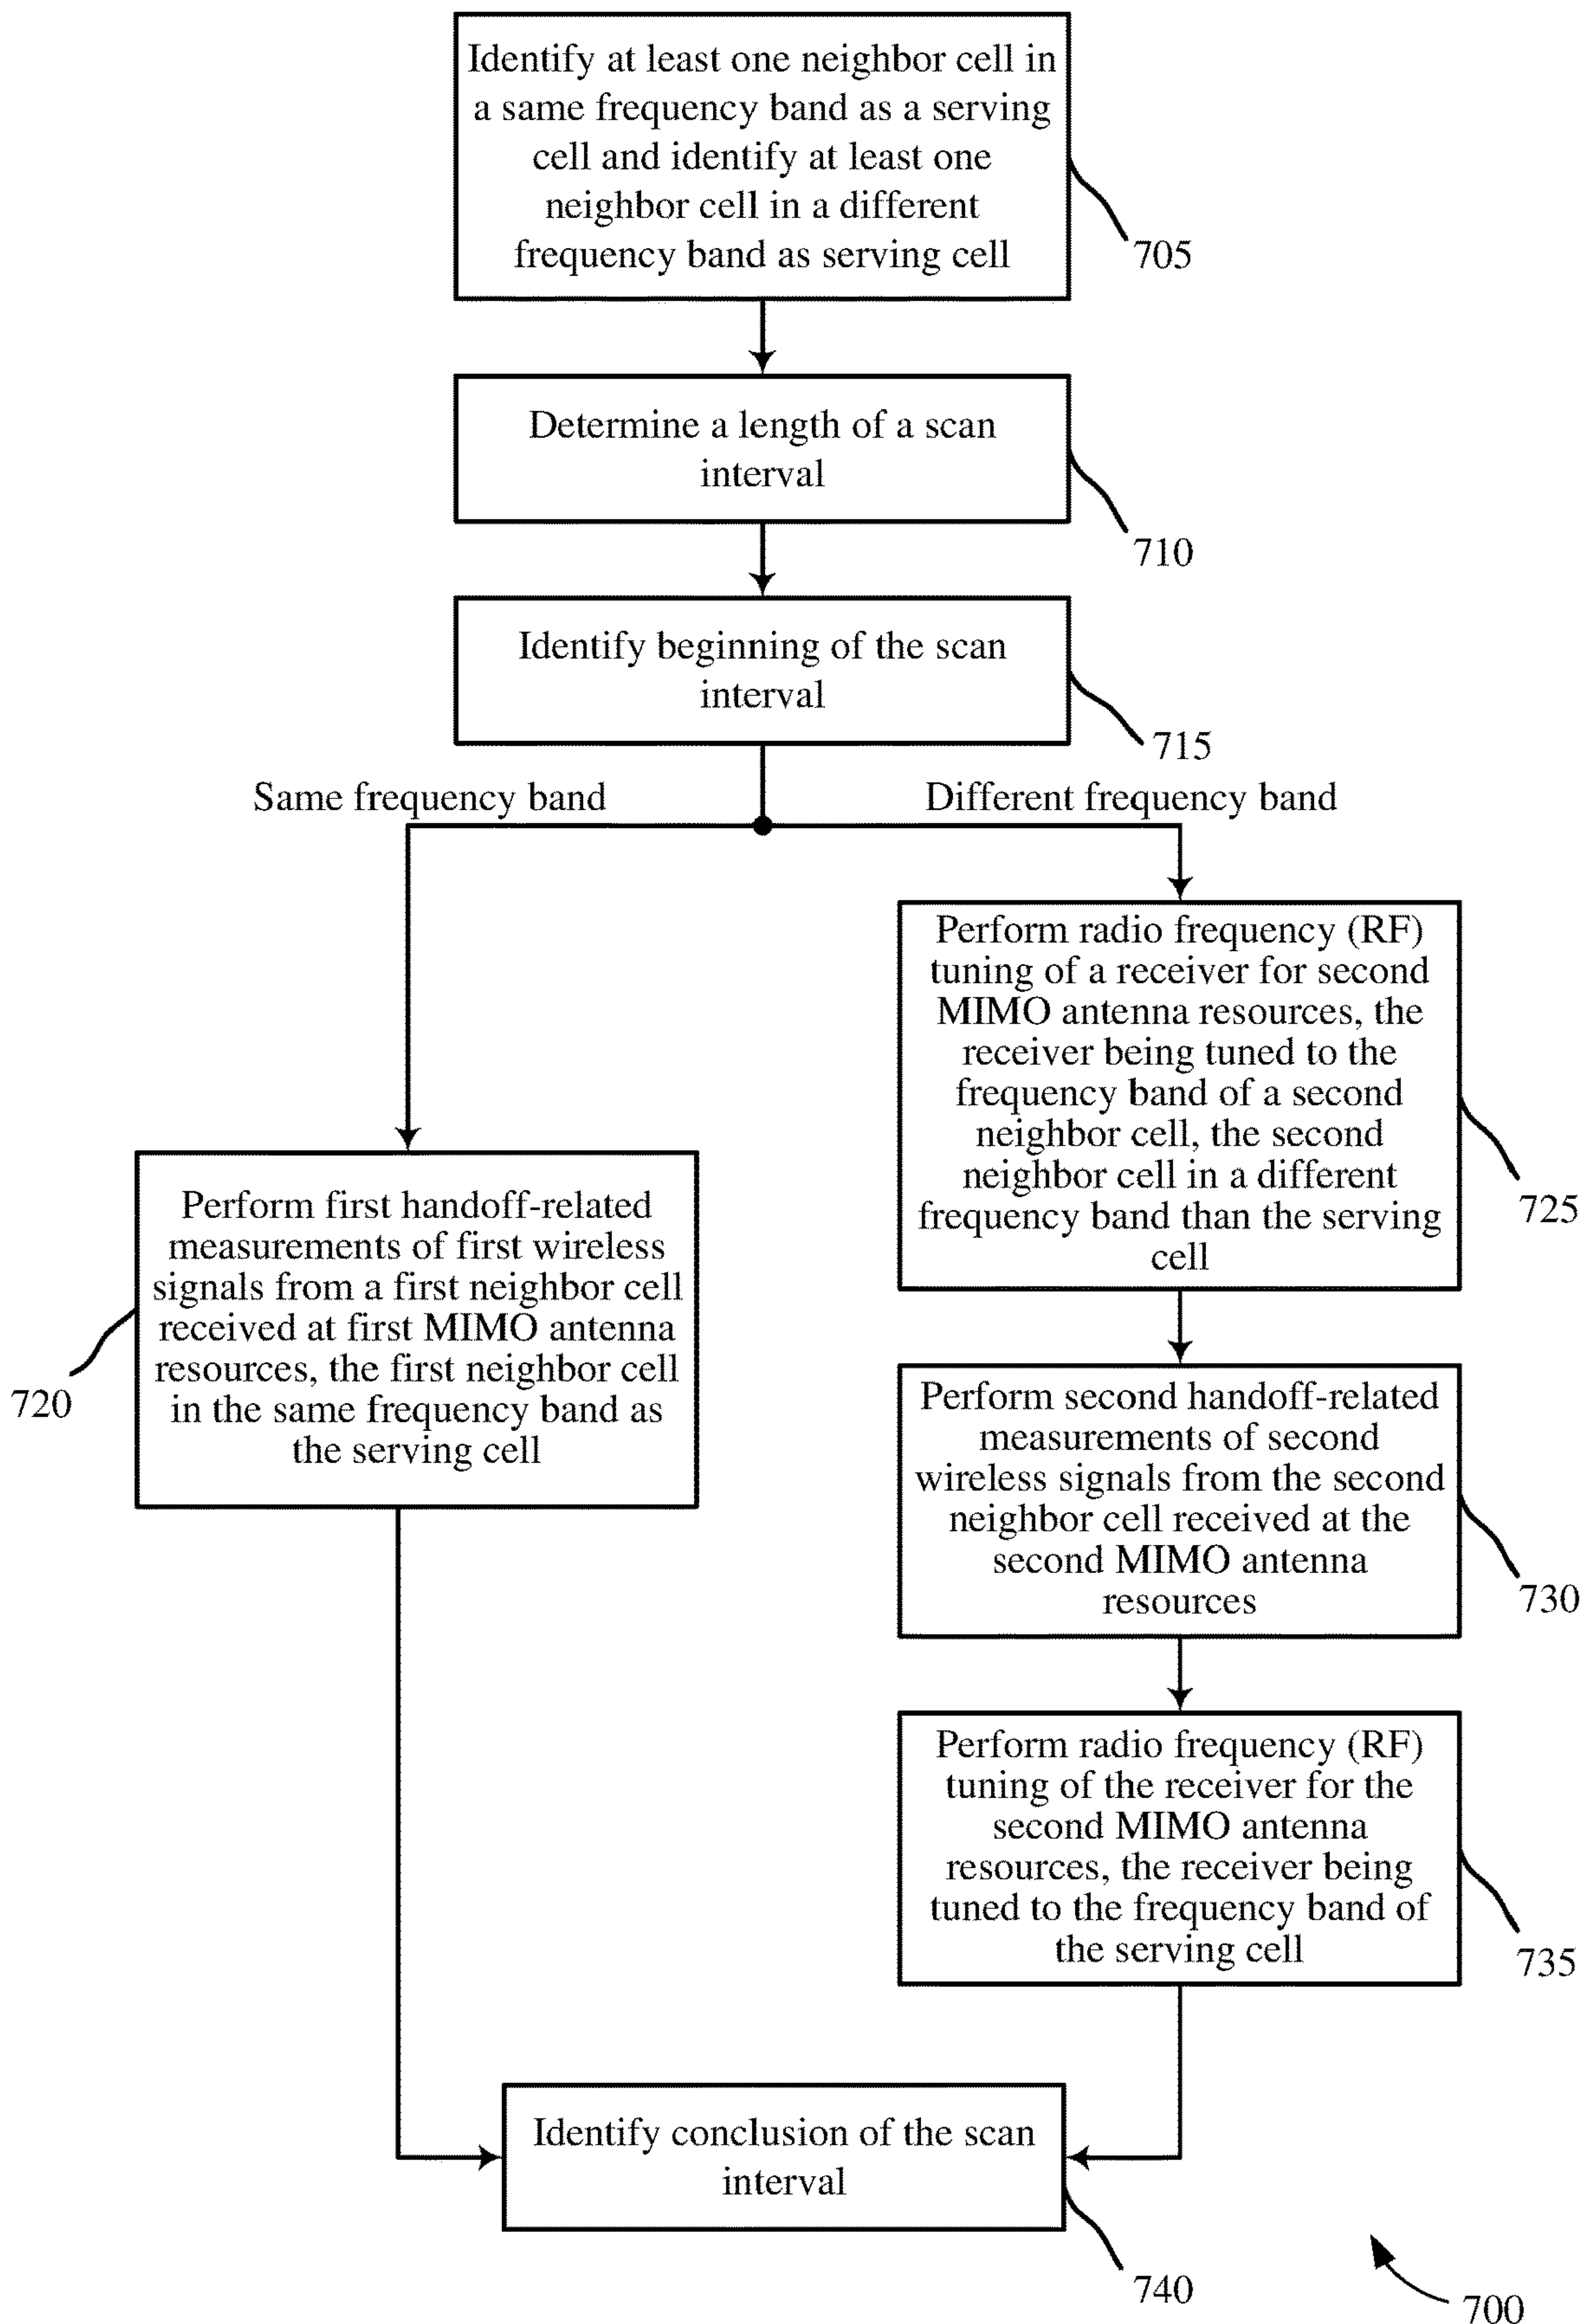 Identify at least one neighbor cell in
a same frequency band as a serving
cell and identify at least one
neighbor cell in a different
frequency band as serving cell
705
Determine a length of a scan
interval
710
Identify beginning of the scan
interval
715
Same frequency band
Different frequency band
Perform first handoff-related
measurements of first wireless
signals from a first neighbor cell
received at first MIMO antenna
resources, the first neighbor cell
in the same frequency band as
the serving cell
720
Perform radio frequency (RF)
tuning of a receiver for second
MIMO antenna resources, the
receiver being tuned to the
frequency band of a second
neighbor cell, the second
neighbor cell in a different
frequency band than the serving
cell
725
Perform second handoff-related
measurements of second
wireless signals from the second
neighbor cell received at the
second MIMO antenna
resources
730
Perform radio frequency (RF)
tuning of the receiver for the
second MIMO antenna
resources, the receiver being
tuned to the frequency band of
the serving cell
735
Identify conclusion of the scan
interval
740
700